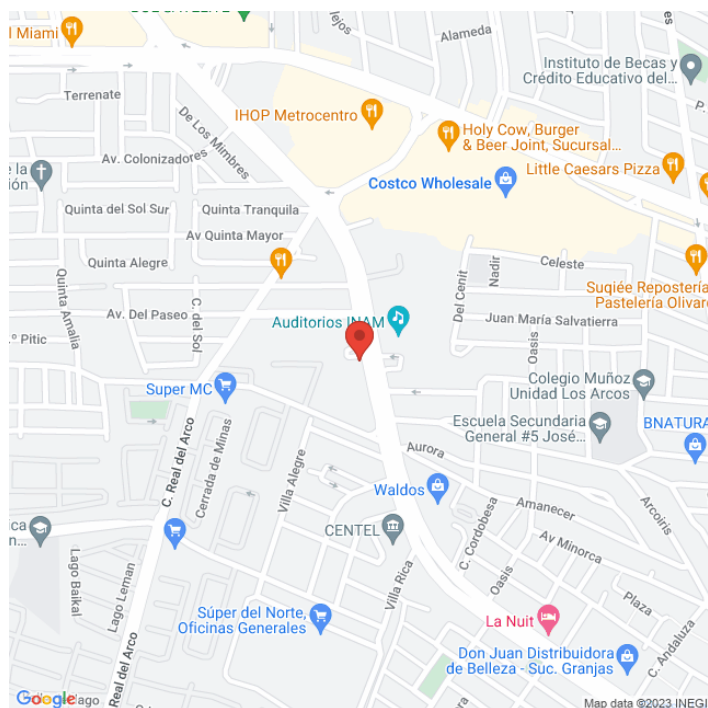 l Miami
Alameda
Instituto de Becas y
Crédito Educativo del...
Terrenate
De Los Mimbres
IHOP Metrocentro
Holy Cow, Burger
& Beer Joint, Sucursal...
Av. Colonizadores
Little Caesars Pizza
de la
ión
Costco Wholesale
Quinta del Sol Sur
Quinta Tranquila
Av Quinta Mayor
Quinta Alegre
Celeste
Nadir
Del Cenit
Suqiée Repostería
Pastelería Olivare
Quinta Amalia
C. del Sol
Av. Del Paseo
Auditorios INAM
Juan María Salvatierra
Oasis
º Pitic
Super MC
Colegio Muñoz
Unidad Los Arcos
Escuela Secundaria
General #5 José...
BNATURA
C. Real del Arco
Cerrada de Minas
Villa Alegre
Aurora
Waldos
Amanecer
Arcoiris
ica
n...
CENTEL
C. Cordobesa
Av Minorca
Oasis
Lago Baikal
Lago Leman
Villa Rica
Plaza
Súper del Norte,
Oficinas Generales
La Nuit
Don Juan Distribuidora
de Belleza - Suc. Granjas
C. Andaluza
Real del Arco
Google
Map data ©2023 INEGI